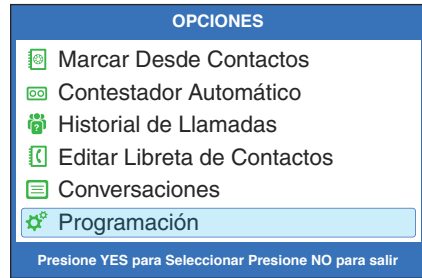 OPCIONES
Marcar Desde Contactos
Contestador Automático
Historial de Llamadas
Editar Libreta de Contactos
Conversaciones
Programación
Presione YES para Seleccionar Presione NO para salir